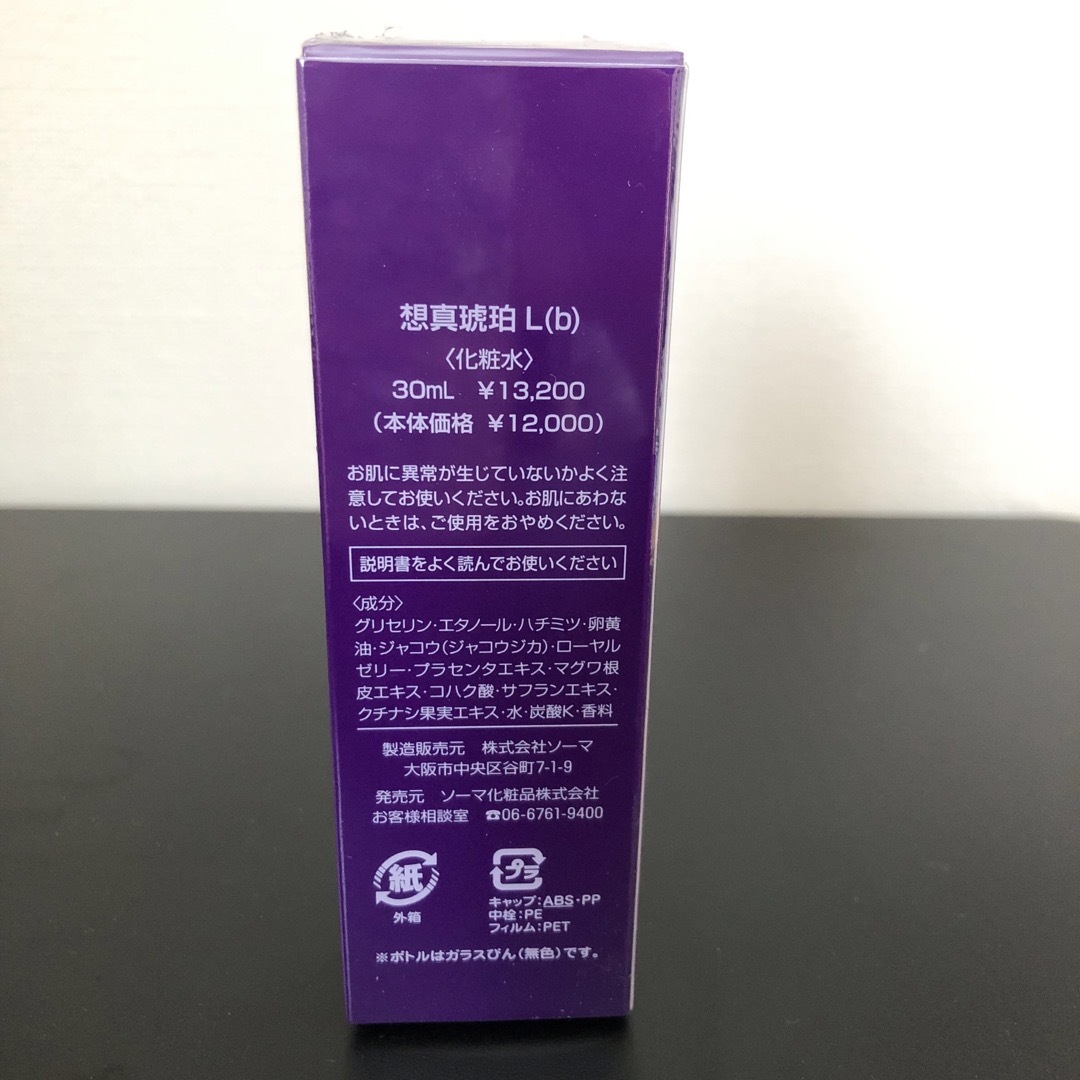 想真琥珀 L(b)
〈化粧水〉
30mL ¥13,200
(本体価格 ¥12,000)
お肌に異常が生じていないかよく注
意してお使いください。お肌にあわな
いときは、ご使用をおやめください。
説明書をよく読んでお使いください
〈成分〉
グリセリン・エタノール・ハチミツ・卵黄
油・ジャコウ(ジャコウジカ)・ローヤル
ゼリー・プラセンタエキス・マグワ根
皮エキス・コハク酸・サフランエキス・
クチナシ果実エキス・水・炭酸K・香料
製造販売元 株式会社ソーマ
大阪市中央区谷町7-1-9
発売元 ソーマ化粧品株式会社
お客様相談室 ☎06-6761-9400
紙
外箱
プラ
キャップ:ABS・PP
中栓:PE
フィルム:PET
※ボトルはガラスびん(無色)です。